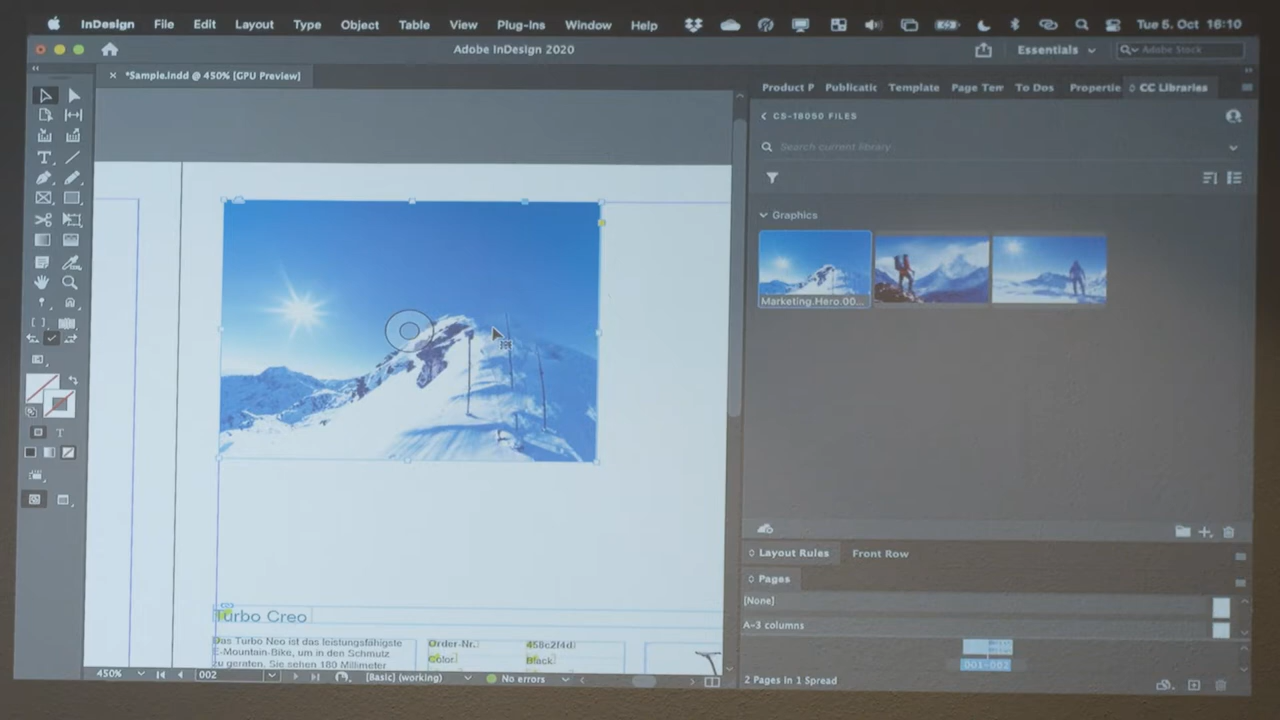 InDesign File Edit Layout Type Object Table View Plug-Ins Window Help Tue 5. Oct 16:10
Adobe InDesign 2020 Essentials Adobe Stock
× *Sample.indd @ 450% [GPU Preview]
Product P Publicatic Template Page Tem To Dos Propertie CC Libraries
CS-18050 FILES
Search current library
Graphics
Marketing.Hero.00...
Layout Rules Front Row
Pages
[None]
A-3 columns
001-002
2 Pages in 1 Spread
Turbo Creo
Das Turbo Neo ist das leistungsfähigste
E-Mountain-Bike, um in den Schmutz
zu geraten. Sie sehen 180 Millimeter
Order-Nr. 458c2f4d
Color Black
450% 002 [Basic] (working) No errors